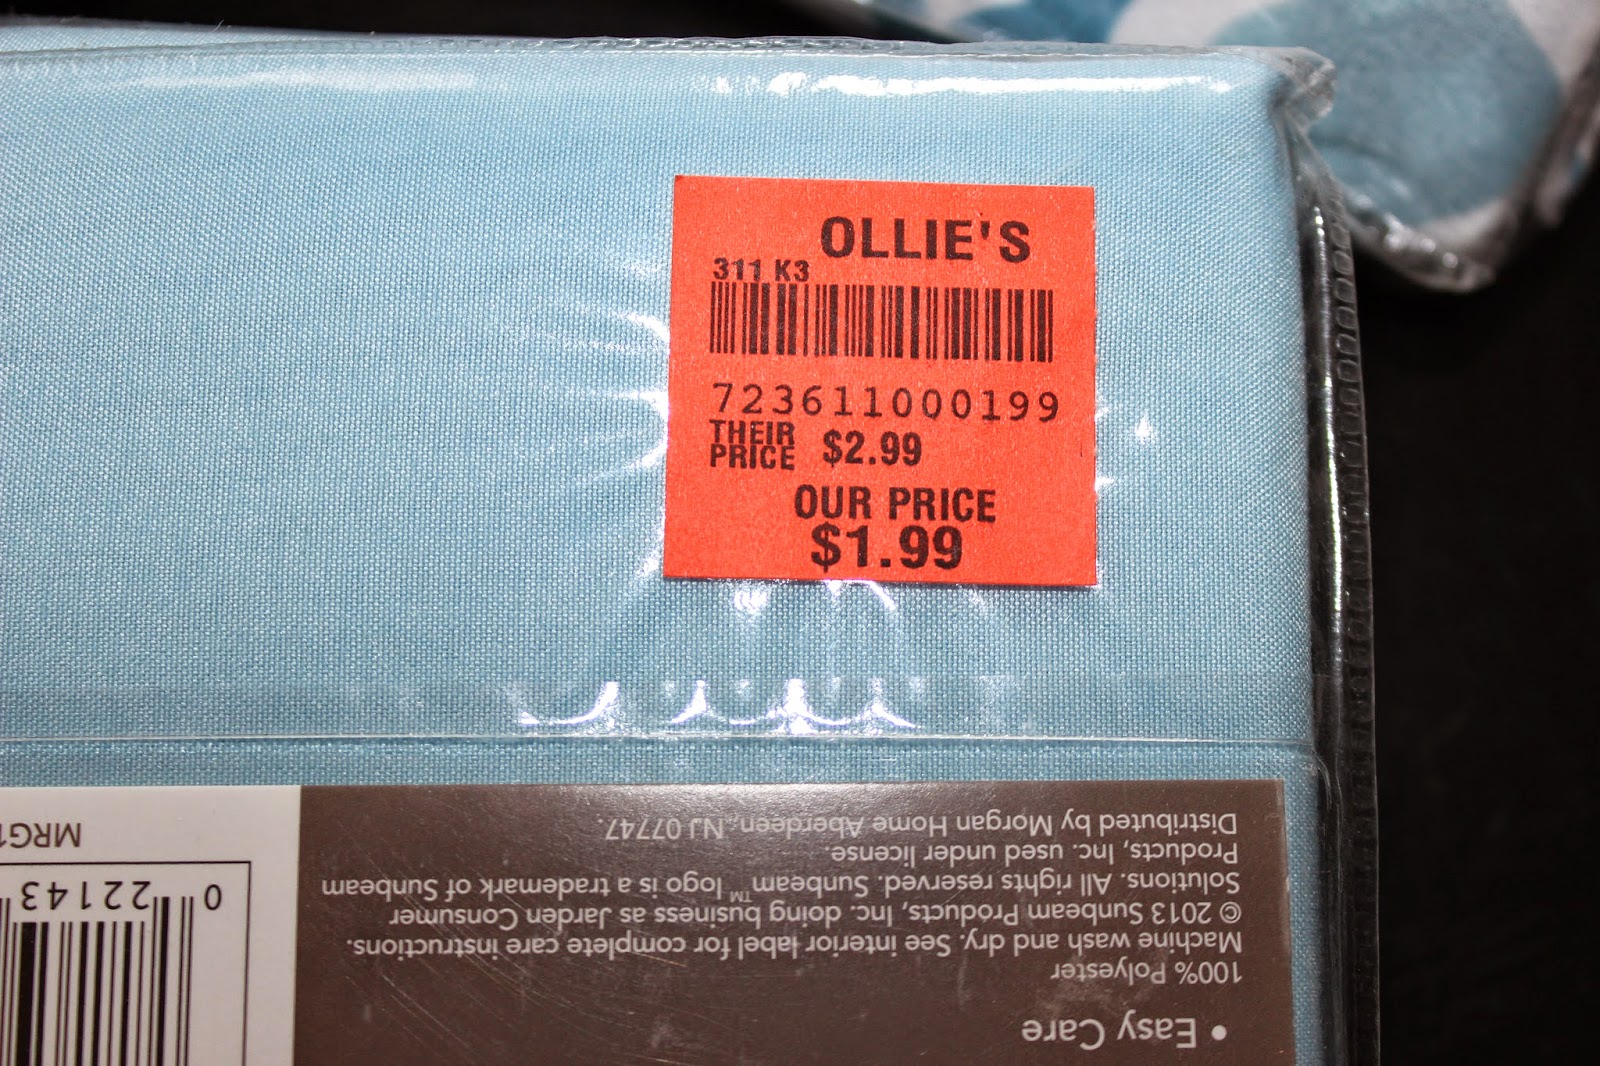 OLLIE'S
311 K3
723611000199
THEIR PRICE $2.99
OUR PRICE
$1.99
• Easy Care
100% Polyester
Machine wash and dry. See interior label for complete care instructions.
© 2013 Sunbeam Products, Inc. doing business as Jarden Consumer
Solutions. All rights reserved. Sunbeam™ logo is a trademark of Sunbeam
Products, Inc. used under license.
Distributed by Morgan Home Aberdeen, NJ 07747.
0 22143
MRG1